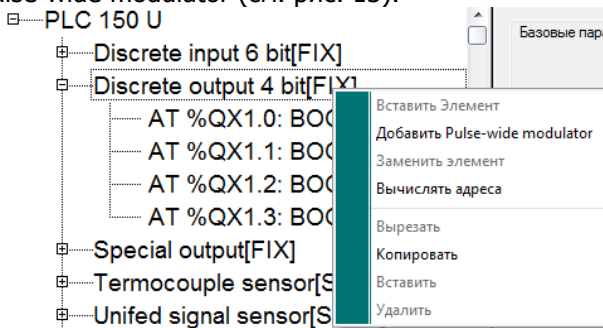 PLC 150 U
Базовые пар
Discrete input 6 bit[FIX]
Discrete output 4 bit[FIX]
AT %QX1.0: BOO
AT %QX1.1: BOO
AT %QX1.2: BOO
AT %QX1.3: BOO
Special output[FIX]
Termocouple sensor[S
Unifed signal sensor[S
Вставить Элемент
Добавить Pulse-wide modulator
Заменить элемент
Вычислять адреса
Вырезать
Копировать
Вставить
Удалить